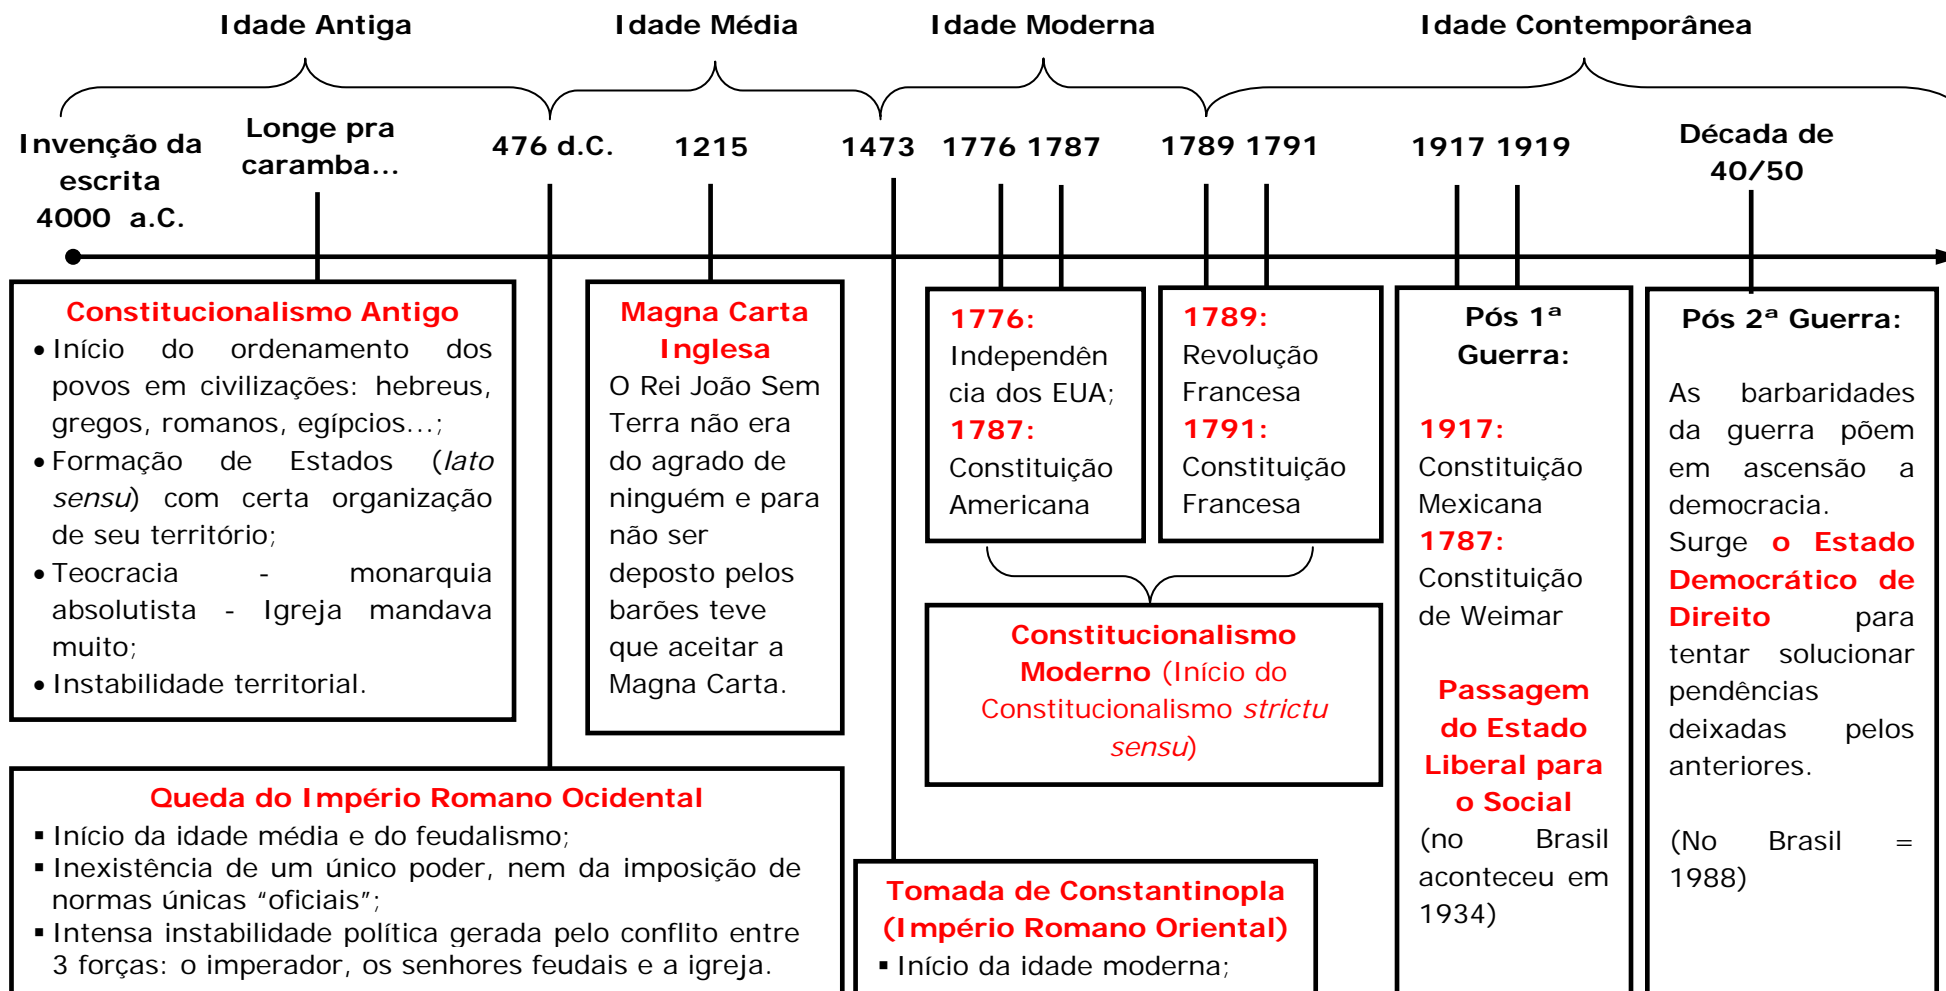 Idade Antiga
Idade Média
Idade Moderna
Idade Contemporânea
Invenção da
escrita
4000 a.C.
Longe pra
caramba...
476 d.C.
1215
1473
1776 1787
1789 1791
1917 1919
Década de
40/50
Constitucionalismo Antigo
• Início do ordenamento dos
povos em civilizações: hebreus,
gregos, romanos, egípcios...;
• Formação de Estados (lato
sensu) com certa organização
de seu território;
• Teocracia - monarquia
absolutista - Igreja mandava
muito;
• Instabilidade territorial.
Magna Carta
Inglesa
O Rei João Sem
Terra não era
do agrado de
ninguém e para
não ser
deposto pelos
barões teve
que aceitar a
Magna Carta.
1776:
Independên
cia dos EUA;
1787:
Constituição
Americana
1789:
Revolução
Francesa
1791:
Constituição
Francesa
Constitucionalismo
Moderno (Início do
Constitucionalismo strictu
sensu)
Pós 1ª
Guerra:
1917:
Constituição
Mexicana
1787:
Constituição
de Weimar
Passagem
do Estado
Liberal para
o Social
(no Brasil
aconteceu em
1934)
Pós 2ª Guerra:
As barbaridades
da guerra põem
em ascensão a
democracia.
Surge o Estado
Democrático de
Direito para
tentar solucionar
pendências
deixadas pelos
anteriores.
(No Brasil =
1988)
Queda do Império Romano Ocidental
▪ Início da idade média e do feudalismo;
▪ Inexistência de um único poder, nem da imposição de
normas únicas “oficiais”;
▪ Intensa instabilidade política gerada pelo conflito entre
3 forças: o imperador, os senhores feudais e a igreja.
Tomada de Constantinopla
(Império Romano Oriental)
▪ Início da idade moderna;